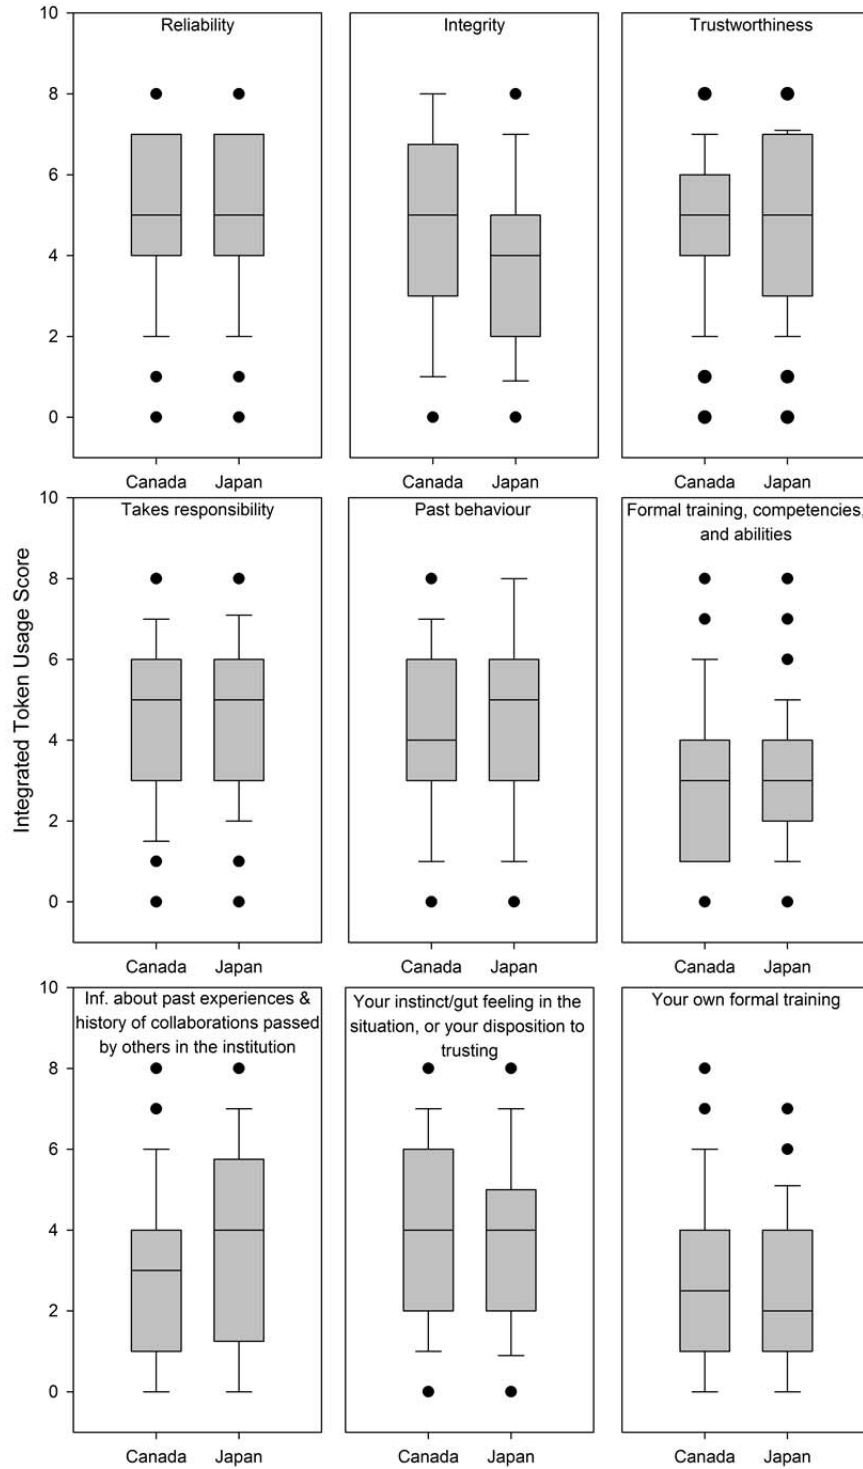 10
Reliability
Integrity
Trustworthiness
8
6
4
2
0
Canada Japan
Canada Japan
Canada Japan
10
Takes responsibility
Past behaviour
Formal training, competencies,
and abilities
8
6
4
2
0
Integrated Token Usage Score
Canada Japan
Canada Japan
Canada Japan
10
Inf. about past experiences &
history of collaborations passed
by others in the institution
Your instinct/gut feeling in the
situation, or your disposition to
trusting
Your own formal training
8
6
4
2
0
Canada Japan
Canada Japan
Canada Japan